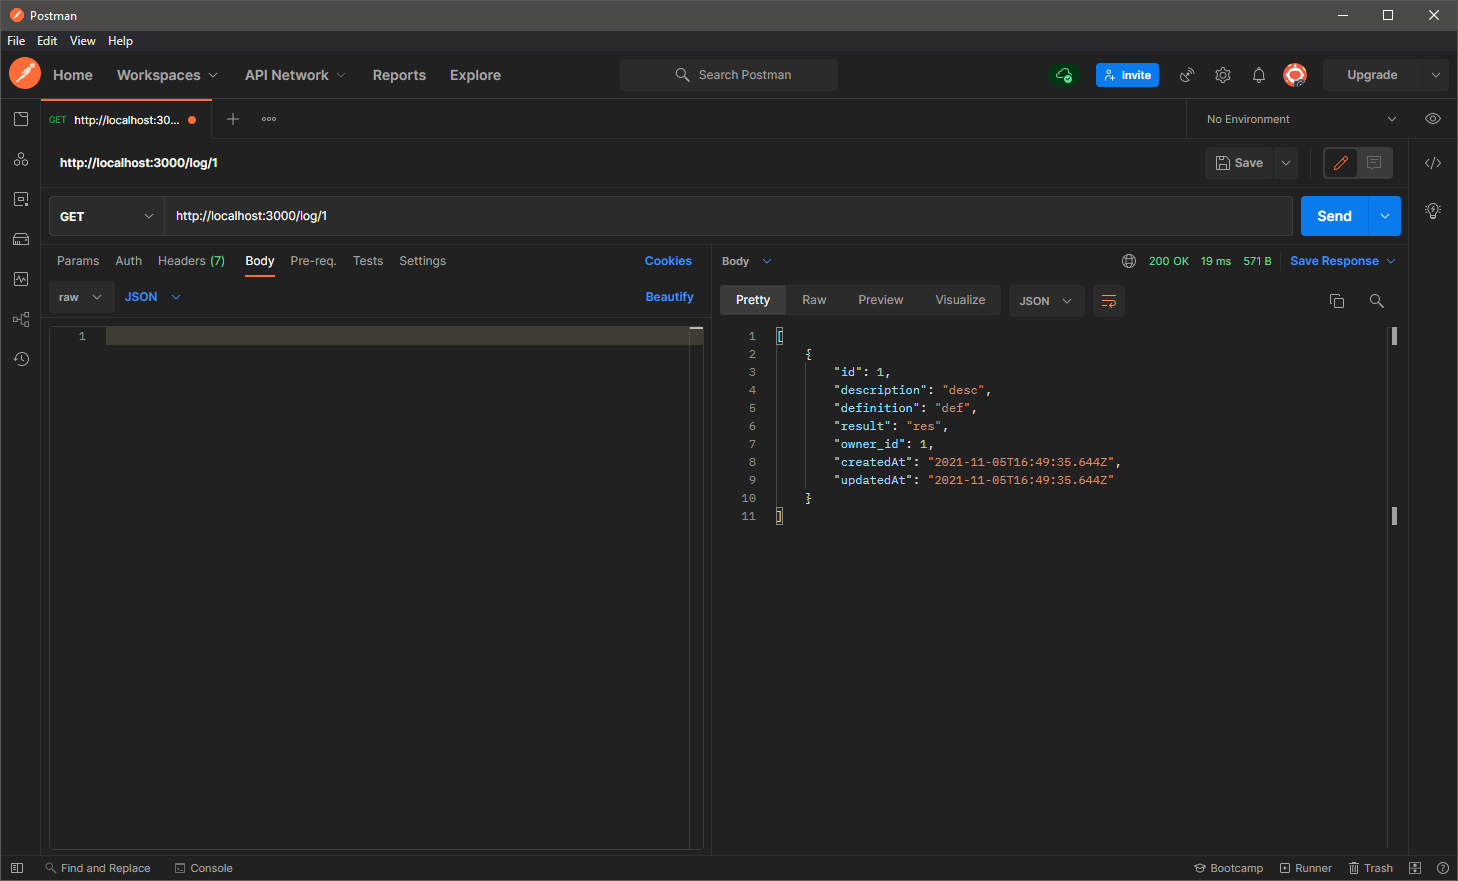 Postman
File Edit View Help
Home Workspaces API Network Reports Explore Search Postman Invite Upgrade
GET http://localhost:30... No Environment
http://localhost:3000/log/1 Save
GET http://localhost:3000/log/1 Send
Params Auth Headers (7) Body Pre-req. Tests Settings Cookies
raw JSON Beautify
1
Body 200 OK 19 ms 571 B Save Response
Pretty Raw Preview Visualize JSON
1 [
2 {
3 "id": 1,
4 "description": "desc",
5 "definition": "def",
6 "result": "res",
7 "owner_id": 1,
8 "createdAt": "2021-11-05T16:49:35.644Z",
9 "updatedAt": "2021-11-05T16:49:35.644Z"
10 }
11 ]
Find and Replace Console Bootcamp Runner Trash